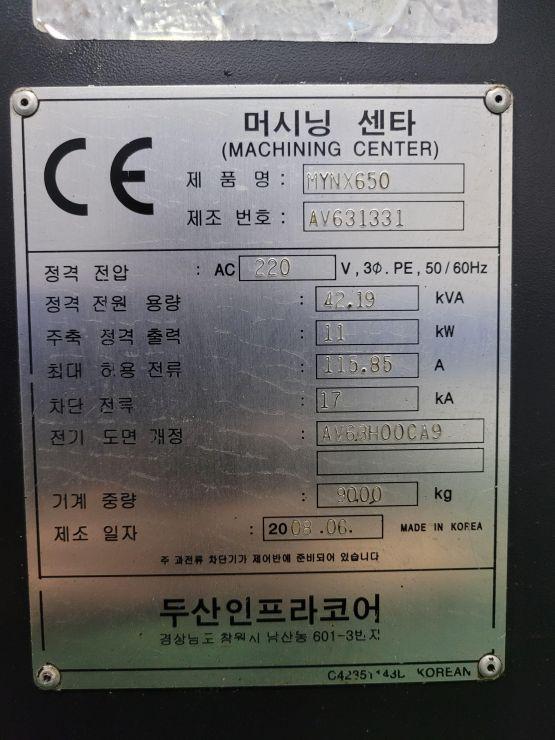 CE
머시닝 센타
(MACHINING CENTER)
제 품 명 : MYNX650
제조 번호 : AV631331
정격 전압 : AC 220 V , 3Φ . PE , 50 / 60Hz
정격 전원 용량 : 42.19 kVA
주축 정격 출력 : 11 kW
최대 허용 전류 : 115.85 A
차단 전류 : 17 kA
전기 도면 개정 : AV63H00CA9
기계 중량 : 9000 kg
제조 일자 : 2008 .06. MADE IN KOREA
주 과전류 차단기가 제어반에 준비되어 있습니다
두산인프라코어
경상남도 창원시 남산동 601-3번지
KOREAN